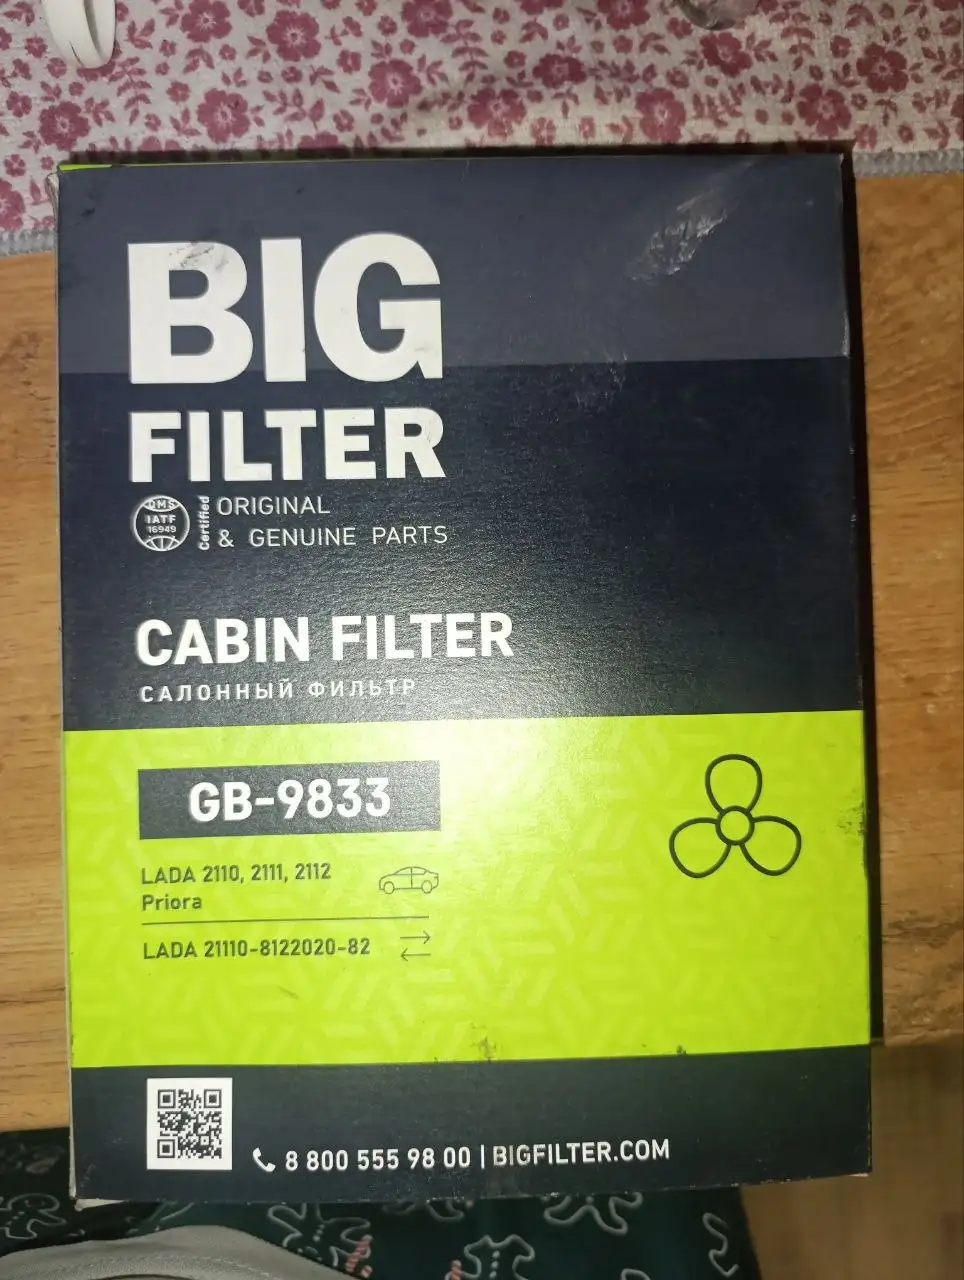 BIG
FILTER
QMS
IATF
16949
Certified
ORIGINAL
& GENUINE PARTS
CABIN FILTER
САЛОННЫЙ ФИЛЬТР
GB-9833
LADA 2110, 2111, 2112
Priora
LADA 21110-8122020-82
8 800 555 98 00 | BIGFILTER.COM